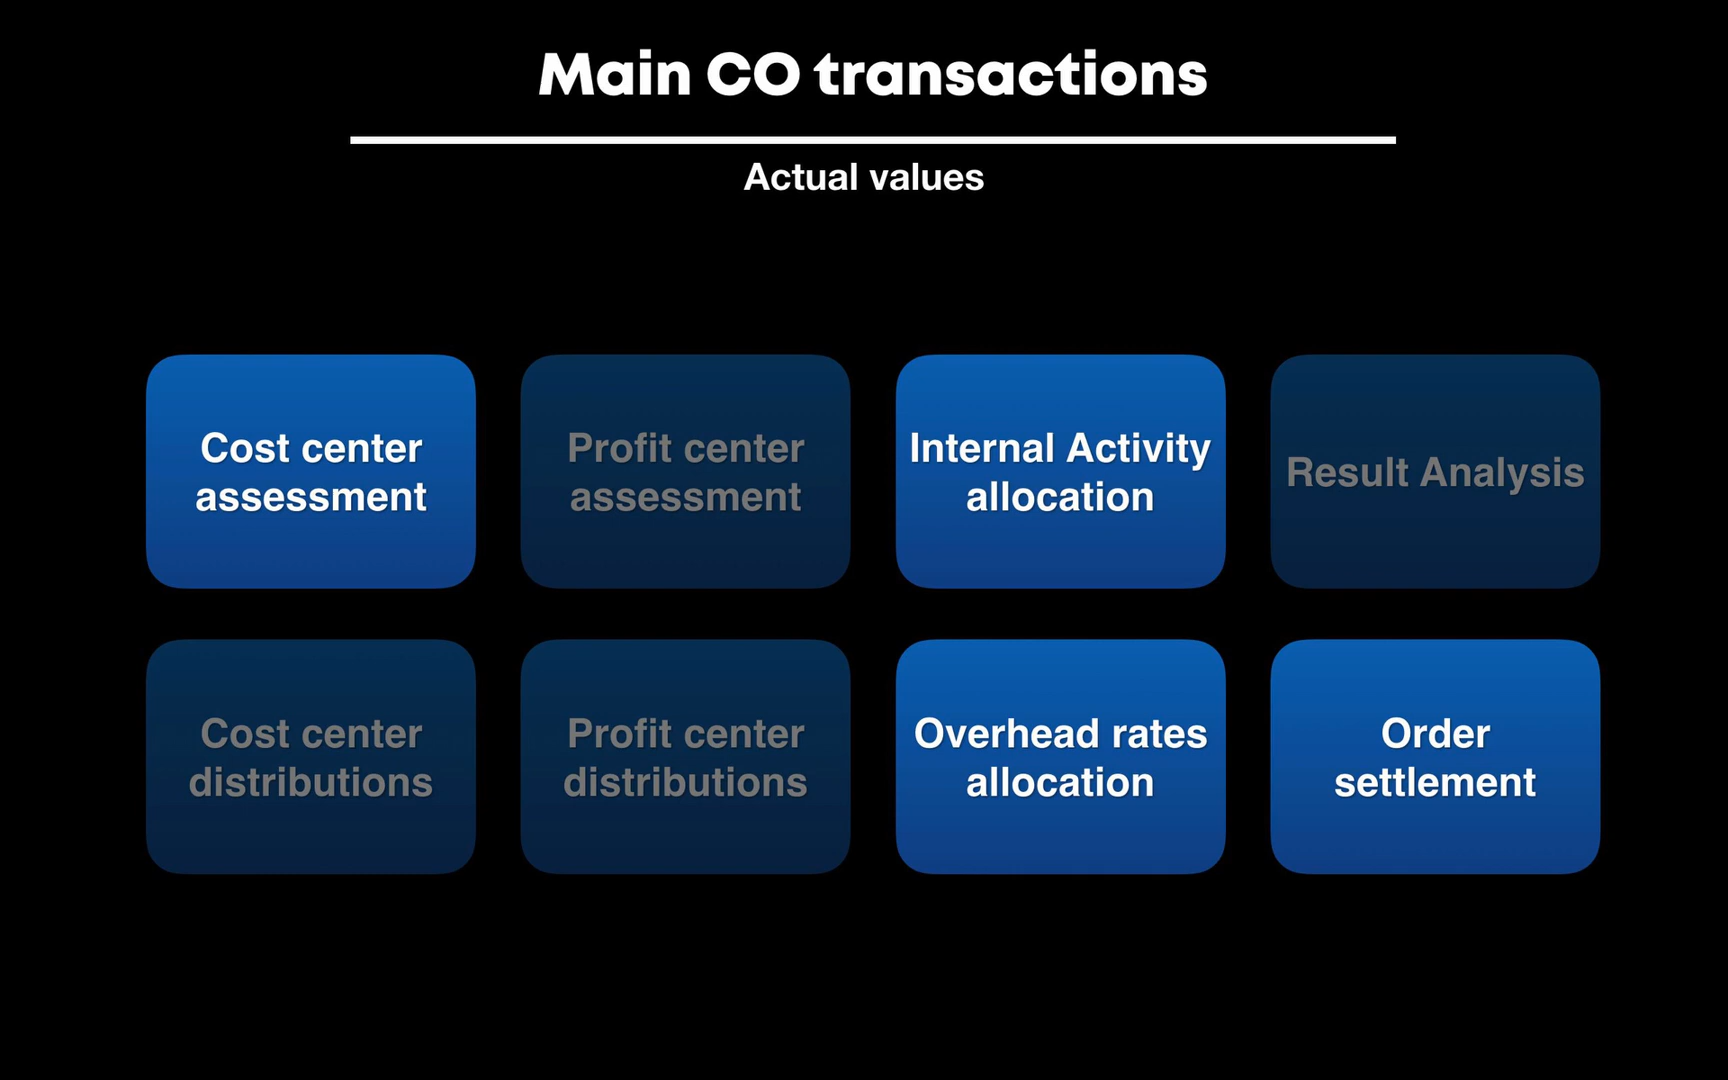 Main CO transactions
Actual values
Cost center
assessment
Profit center
assessment
Internal Activity
allocation
Result Analysis
Cost center
distributions
Profit center
distributions
Overhead rates
allocation
Order
settlement